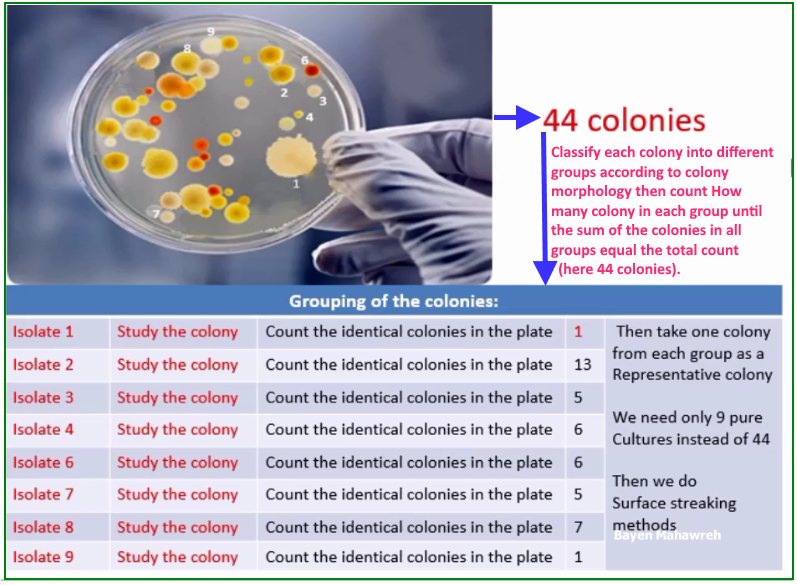 9
8
6
2
3
4
1
7
44 colonies
Classify each colony into different
groups according to colony
morphology then count How
many colony in each group until
the sum of the colonies in all
groups equal the total count
(here 44 colonies).
Grouping of the colonies:
Isolate 1 Study the colony Count the identical colonies in the plate 1
Isolate 2 Study the colony Count the identical colonies in the plate 13
Isolate 3 Study the colony Count the identical colonies in the plate 5
Isolate 4 Study the colony Count the identical colonies in the plate 6
Isolate 6 Study the colony Count the identical colonies in the plate 6
Isolate 7 Study the colony Count the identical colonies in the plate 5
Isolate 8 Study the colony Count the identical colonies in the plate 7
Isolate 9 Study the colony Count the identical colonies in the plate 1
Then take one colony
from each group as a
Representative colony
We need only 9 pure
Cultures instead of 44
Then we do
Surface streaking
methods
Bayen Mahawreh